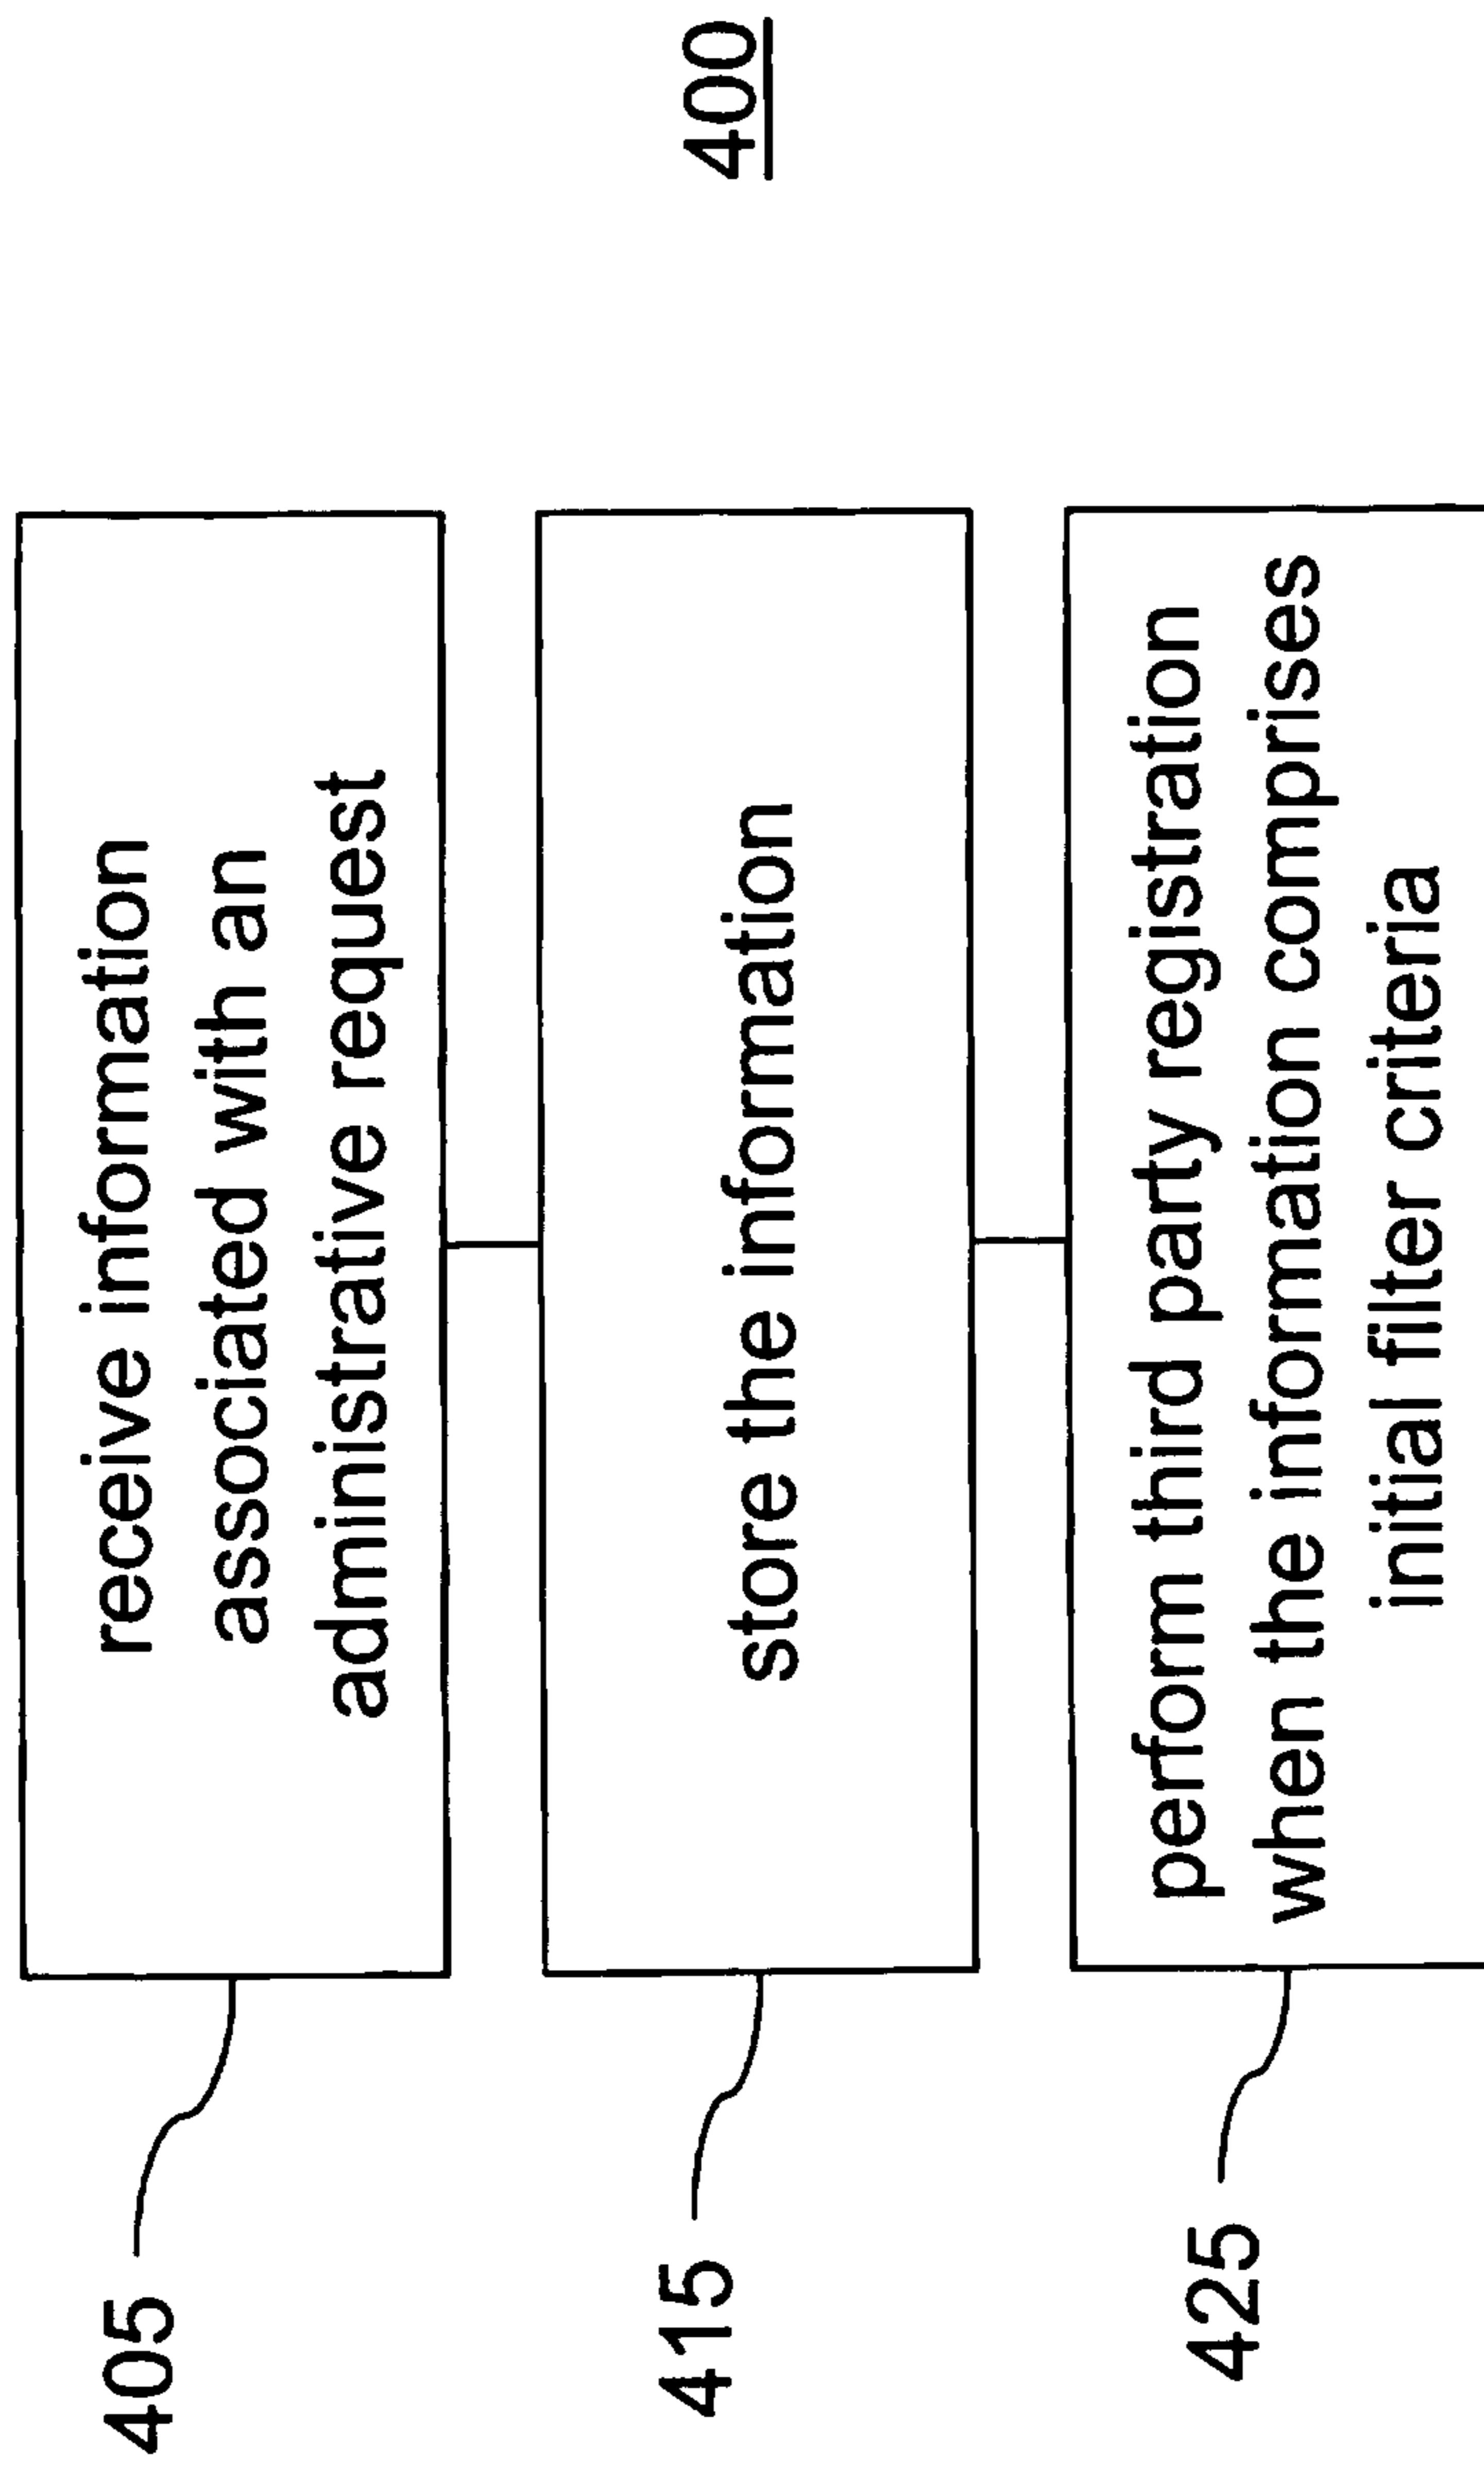 400
405
receive information
associated with an
administrative request
415
store the information
425
perform third party registration
when the information comprises
initial filter criteria